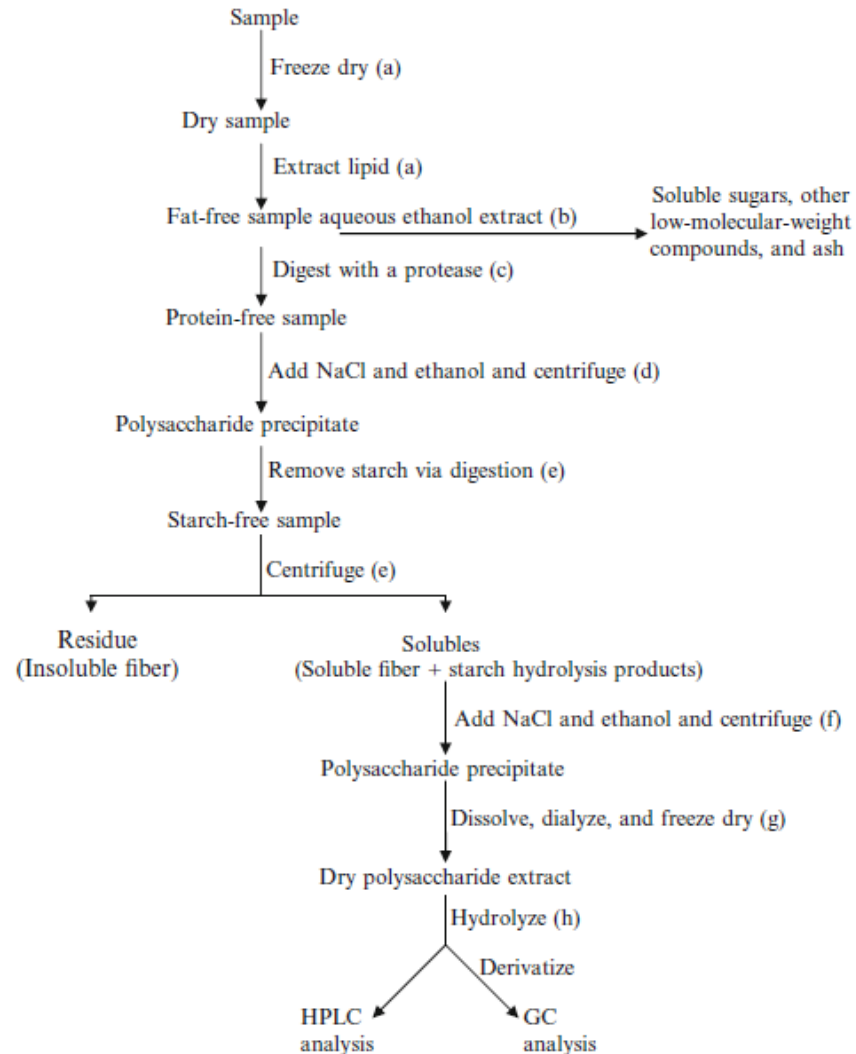 Sample
Freeze dry (a)
Dry sample
Extract lipid (a)
Fat-free sample aqueous ethanol extract (b)
Soluble sugars, other
low-molecular-weight
compounds, and ash
Digest with a protease (c)
Protein-free sample
Add NaCl and ethanol and centrifuge (d)
Polysaccharide precipitate
Remove starch via digestion (e)
Starch-free sample
Centrifuge (e)
Residue
(Insoluble fiber)
Solubles
(Soluble fiber + starch hydrolysis products)
Add NaCl and ethanol and centrifuge (f)
Polysaccharide precipitate
Dissolve, dialyze, and freeze dry (g)
Dry polysaccharide extract
Hydrolyze (h)
Derivatize
HPLC
analysis
GC
analysis